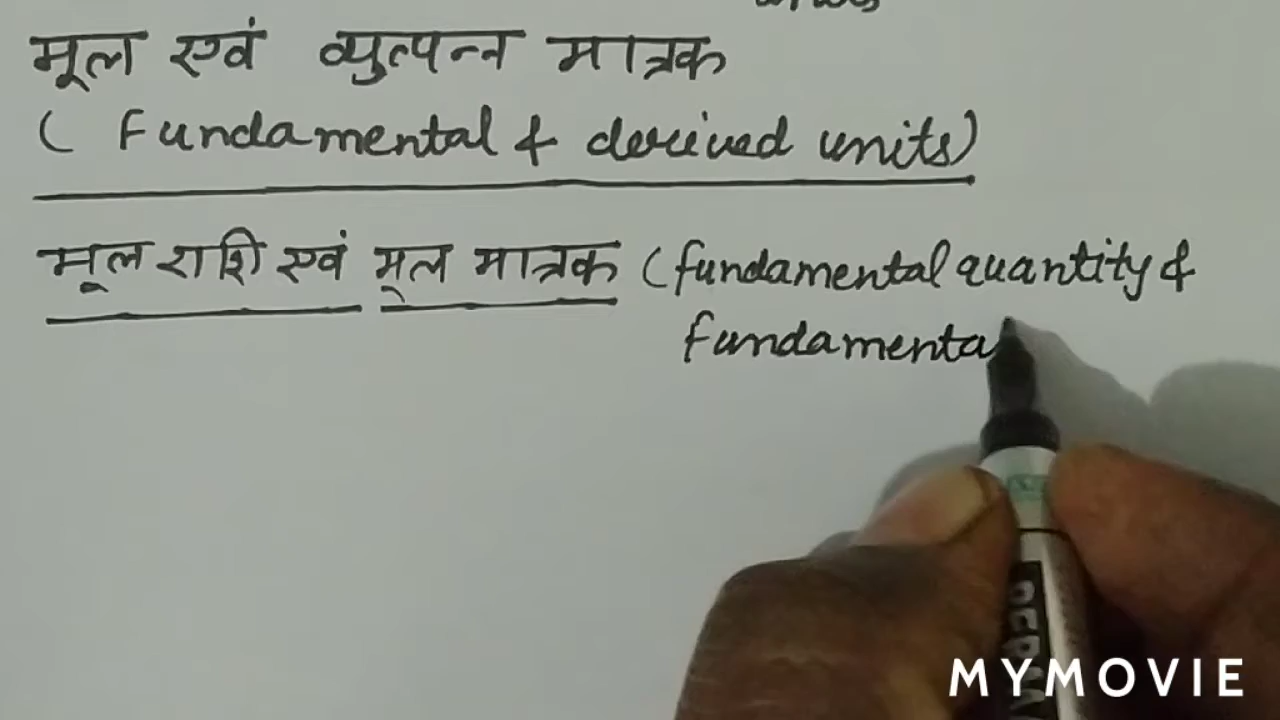 मूल एवं व्युत्पन्न मात्रक
( Fundamental & derived units)
मूल राशि एवं मूल मात्रक (fundamental quantity &
fundamenta
MYMOVIE